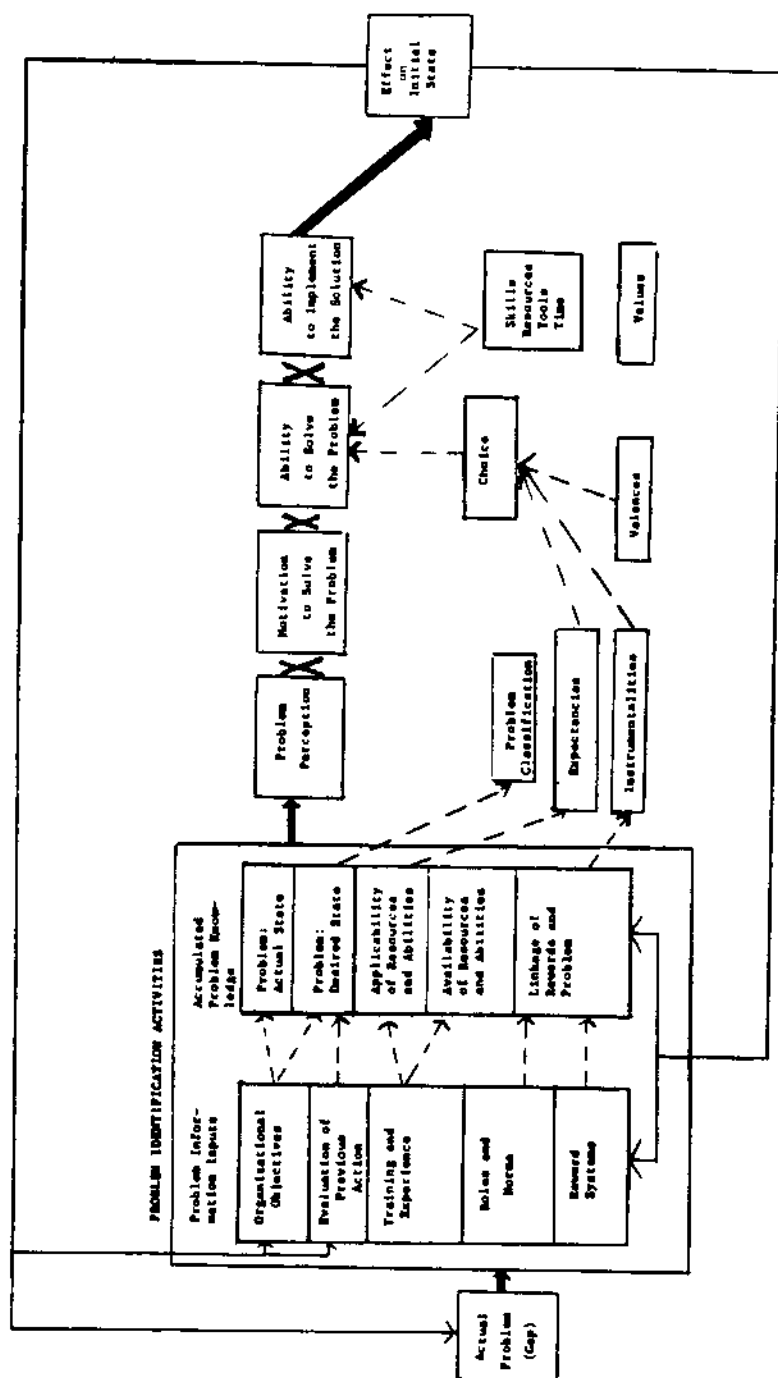 PROBLEM IDENTIFICATION ACTIVITIES
Problem Infor-
mation Inputs
Accumulated
Problem Know-
ledge
Actual
Problem
(Gap)
Organizational
Objectives
Evaluation of
Previous
Action
Training and
Experience
Roles and
Norms
Reward
Systems
Problem:
Actual State
Problem:
Desired State
Applicability
of Resources
and Abilities
Availability
of Resources
and Abilities
Linkage of
Rewards and
Problem
Problem
Perception
X
Motivation
to Solve
the Problem
X
Ability
to Solve
the Problem
X
Ability
to Implement
the Solution
Effect
on
Initial
State
Problem
Classification
Expectancies
Instrumentalities
Choice
Valences
Skills
Resources
Tools
Time
Values